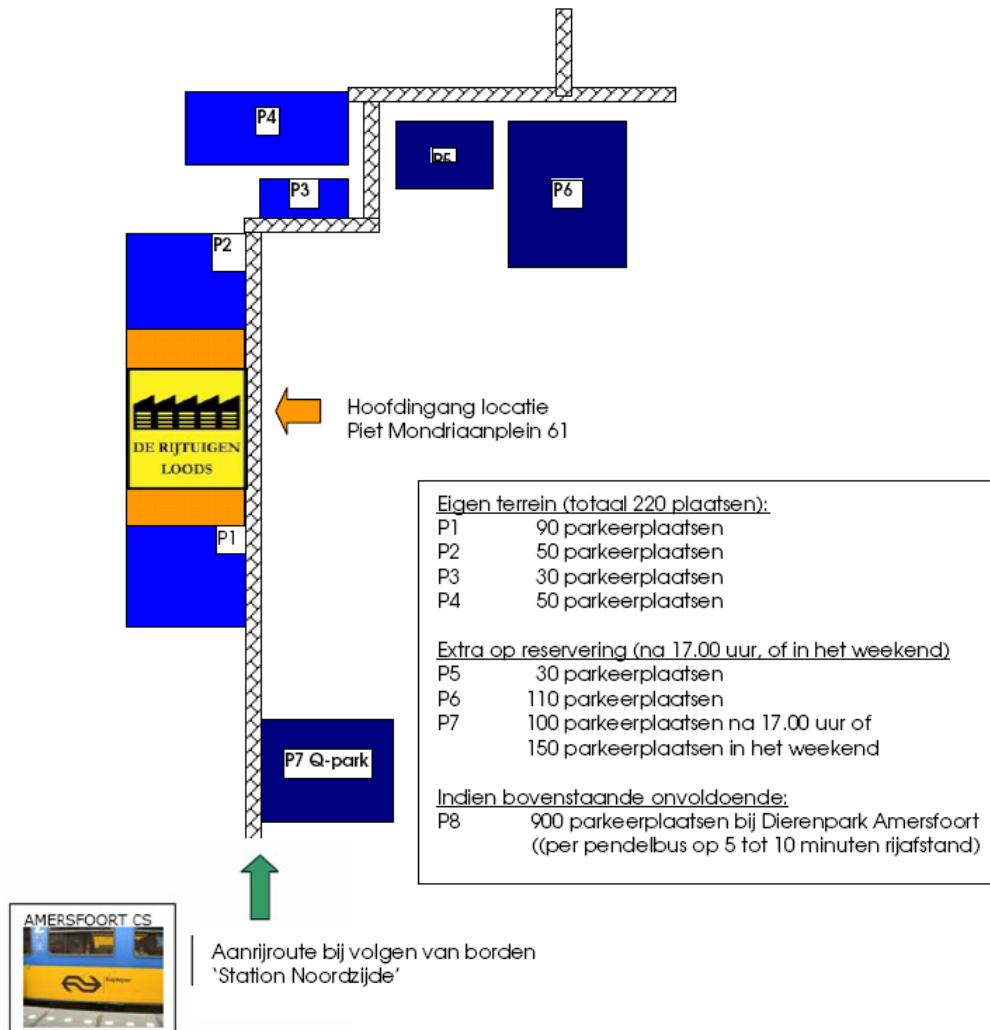 P4
P5
P3
P6
P2
Hoofdingang locatie
Piet Mondriaanplein 61
DE RIJTUIGEN
LOODS
Eigen terrein (totaal 220 plaatsen):
P1 90 parkeerplaatsen
P2 50 parkeerplaatsen
P3 30 parkeerplaatsen
P4 50 parkeerplaatsen
P1
Extra op reservering (na 17.00 uur, of in het weekend)
P5 30 parkeerplaatsen
P6 110 parkeerplaatsen
P7 100 parkeerplaatsen na 17.00 uur of
150 parkeerplaatsen in het weekend
P7 Q-park
Indien bovenstaande onvoldoende:
P8 900 parkeerplaatsen bij Dierenpark Amersfoort
((per pendelbus op 5 tot 10 minuten rijafstand)
AMERSFOORT CS
Aanrijroute bij volgen van borden
‘Station Noordzijde’